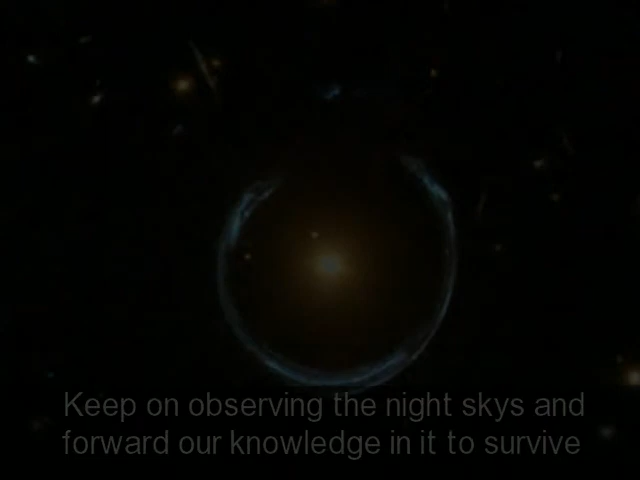 Keep on observing the night skys and
forward our knowledge in it to survive